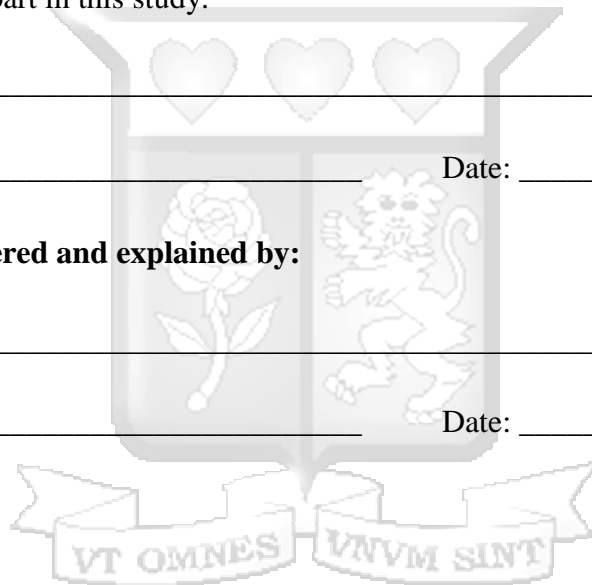 part in this study.
Date:
ered and explained by:
Date:
VT OMNES VNVM SINT